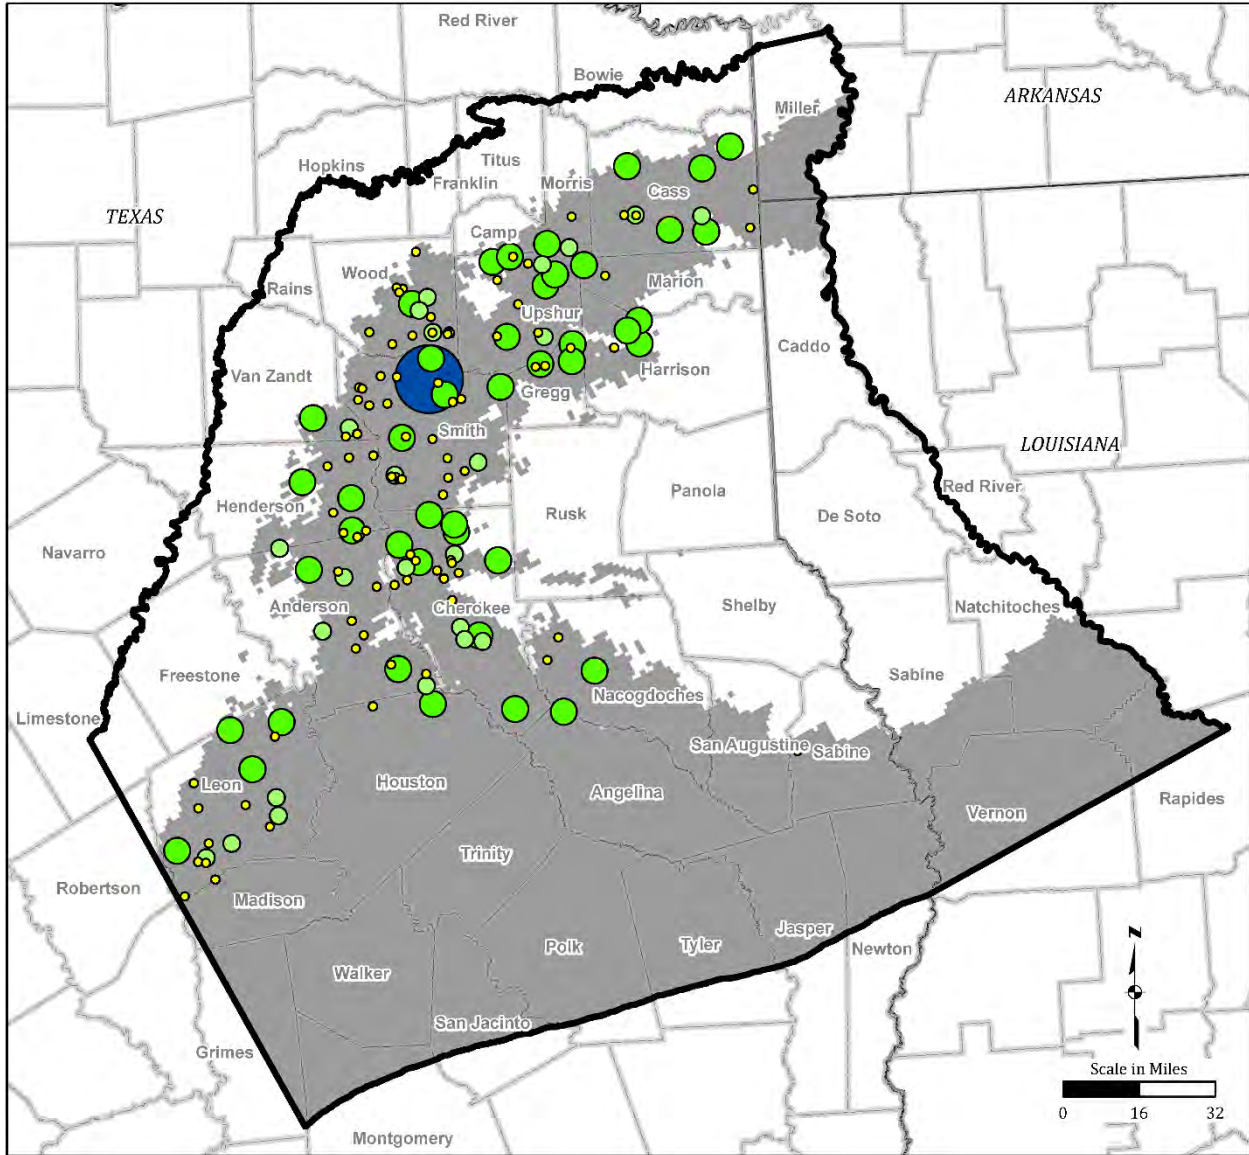 Red River
Bowie
ARKANSAS
Miller
Hopkins
Titus
Franklin
Morris
Cass
TEXAS
Camp
Wood
Rains
Marion
Upshur
Caddo
Van Zandt
Harrison
Gregg
Smith
LOUISIANA
Red River
Panola
Henderson
Rusk
De Soto
Navarro
Shelby
Natchitoches
Anderson
Cherokee
Freestone
Sabine
Nacogdoches
Limestone
San Augustine
Sabine
Leon
Houston
Angelina
Vernon
Rapides
Trinity
Robertson
Madison
Jasper
Polk
Tyler
Newton
Walker
N
San Jacinto
Grimes
Scale in Miles
0 16 32
Montgomery